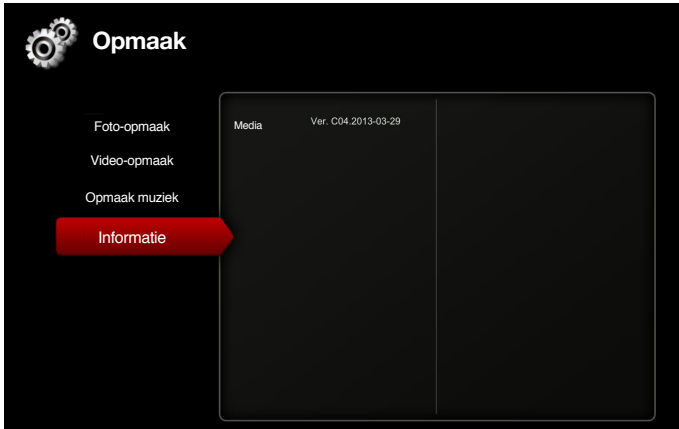 Opmaak
Foto-opmaak
Video-opmaak
Opmaak muziek
Informatie
Media Ver. C04.2013-03-29